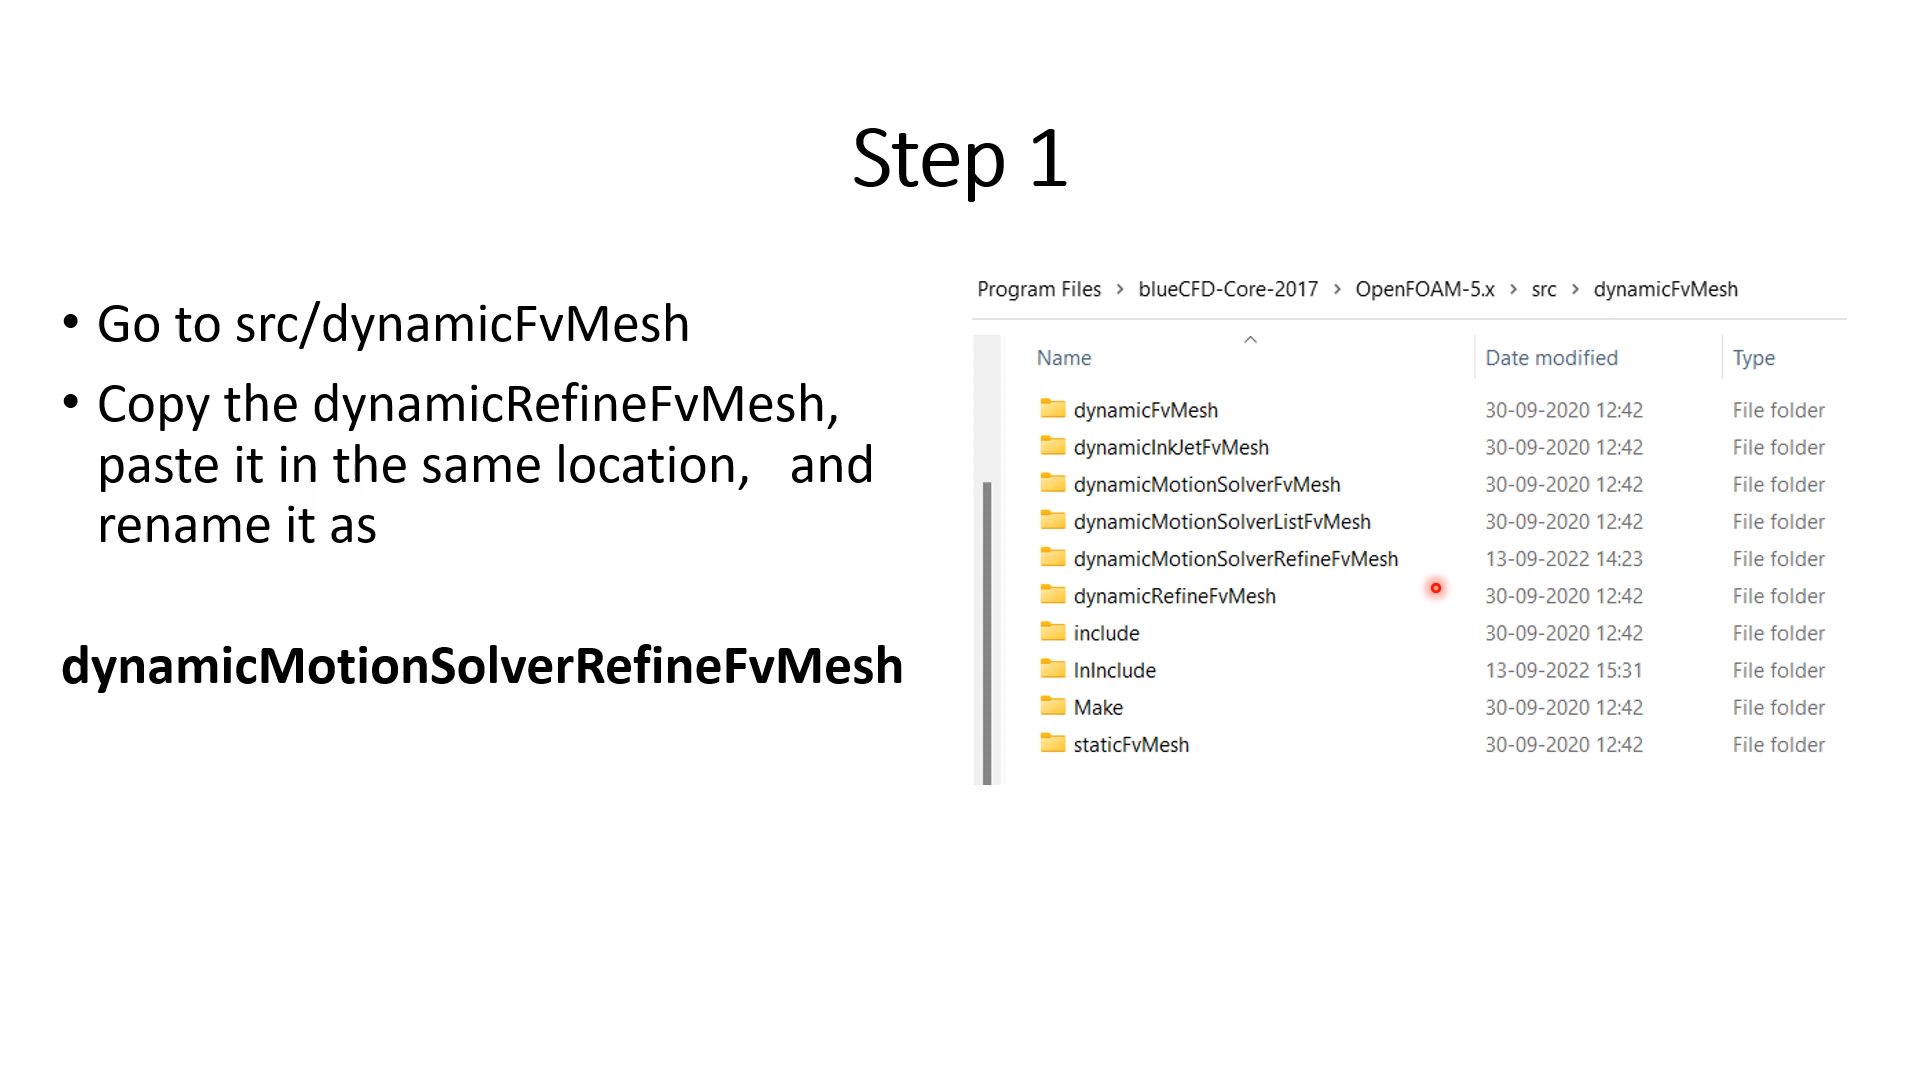 Step 1
• Go to src/dynamicFvMesh
• Copy the dynamicRefineFvMesh,
paste it in the same location, and
rename it as
dynamicMotionSolverRefineFvMesh
Program Files > blueCFD-Core-2017 > OpenFOAM-5.x > src > dynamicFvMesh
Name Date modified Type
dynamicFvMesh 30-09-2020 12:42 File folder
dynamicInkJetFvMesh 30-09-2020 12:42 File folder
dynamicMotionSolverFvMesh 30-09-2020 12:42 File folder
dynamicMotionSolverListFvMesh 30-09-2020 12:42 File folder
dynamicMotionSolverRefineFvMesh 13-09-2022 14:23 File folder
dynamicRefineFvMesh 30-09-2020 12:42 File folder
include 30-09-2020 12:42 File folder
lnInclude 13-09-2022 15:31 File folder
Make 30-09-2020 12:42 File folder
staticFvMesh 30-09-2020 12:42 File folder